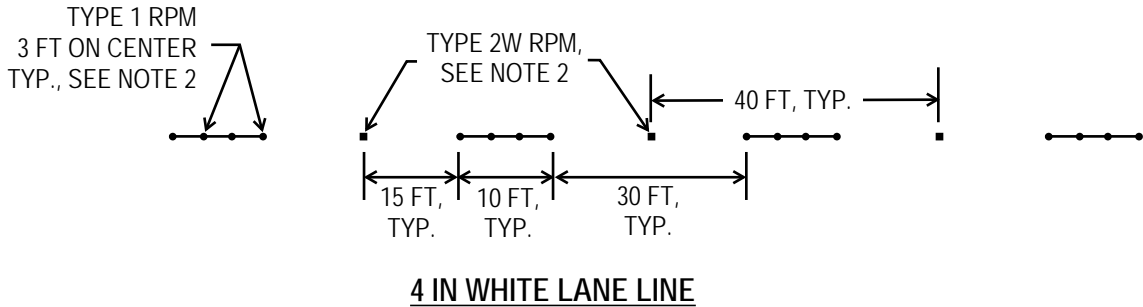 TYPE 1 RPM
3 FT ON CENTER
TYP., SEE NOTE 2
TYPE 2W RPM,
SEE NOTE 2
40 FT, TYP.
15 FT,
TYP.
10 FT,
TYP.
30 FT,
TYP.
4 IN WHITE LANE LINE